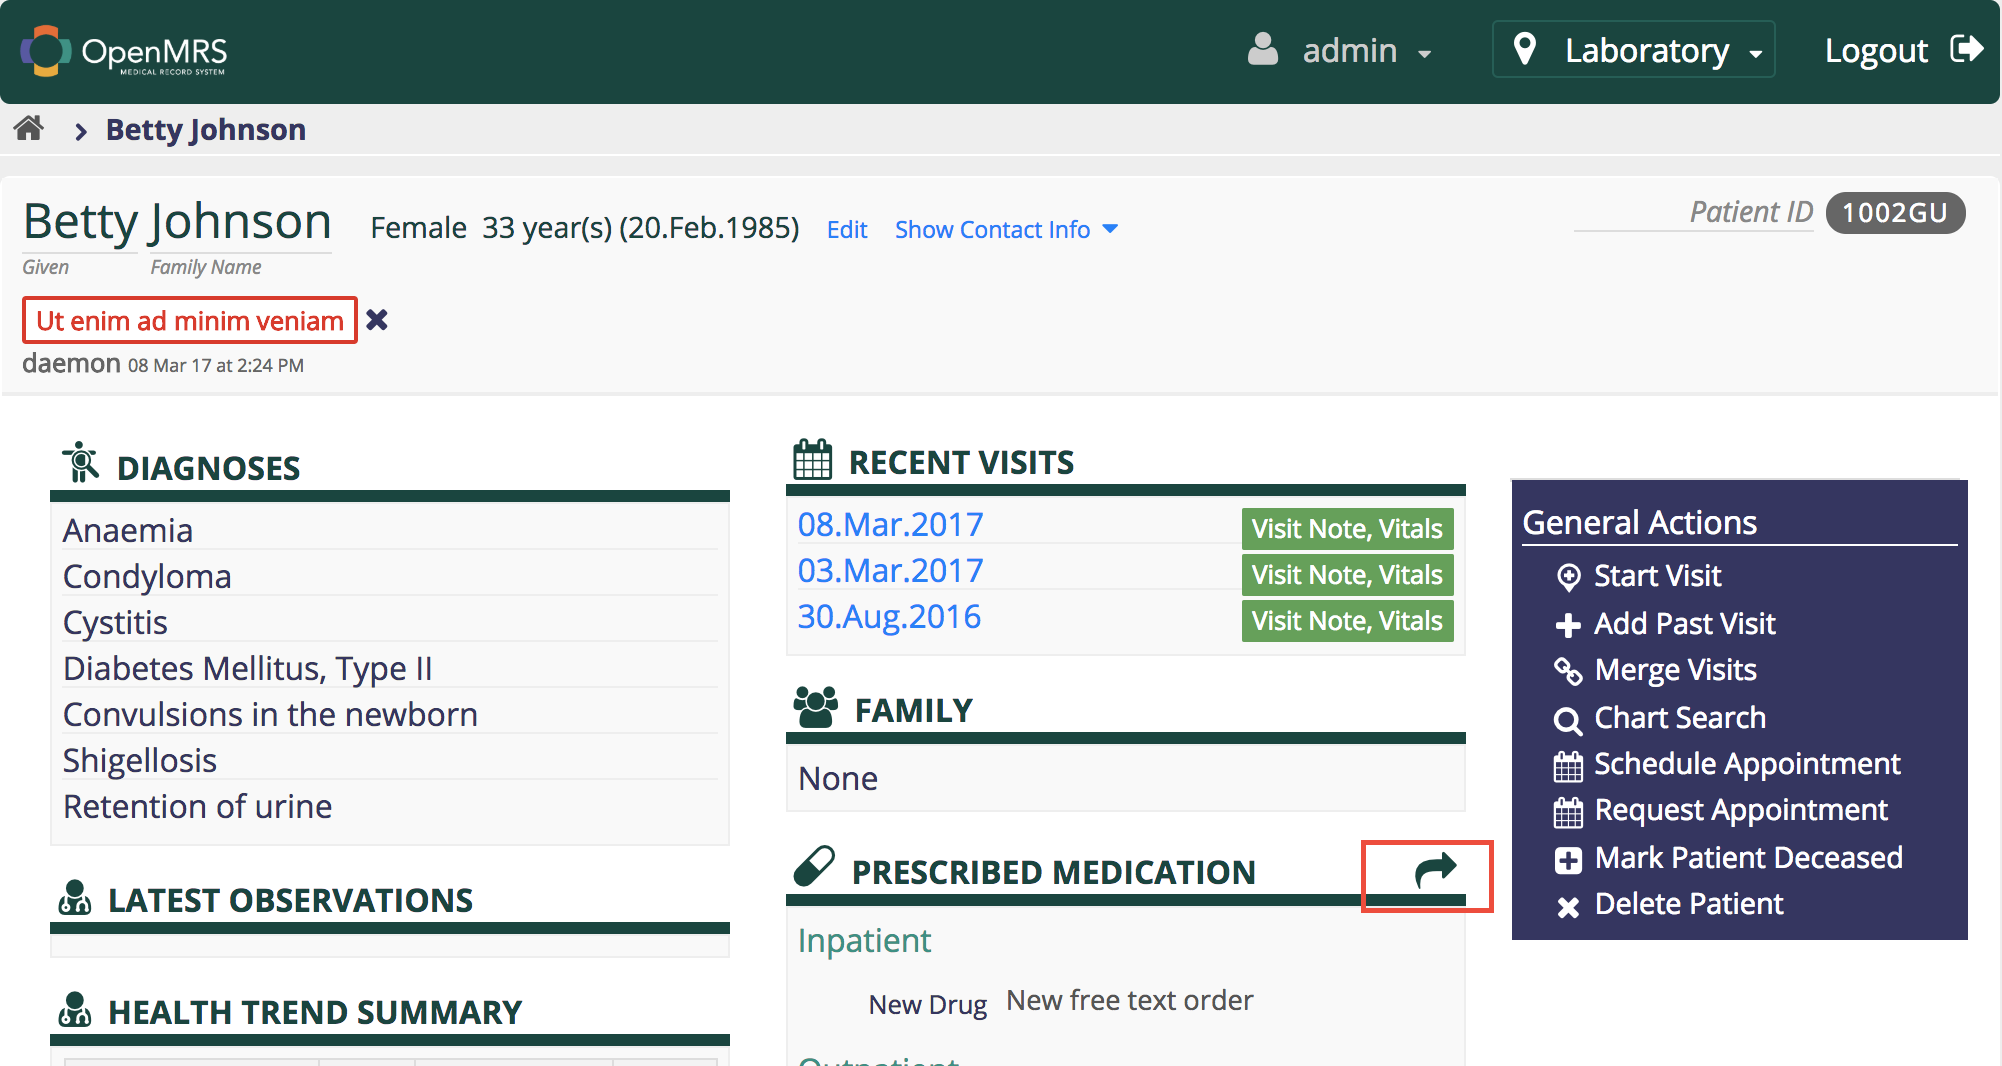 OpenMRS
MEDICAL RECORD SYSTEM
admin
Laboratory
Logout
Betty Johnson
Betty Johnson
Given
Family Name
Female 33 year(s) (20.Feb.1985)
Edit
Show Contact Info
Patient ID
1002GU
Ut enim ad minim veniam
daemon 08 Mar 17 at 2:24 PM
DIAGNOSES
Anaemia
Condyloma
Cystitis
Diabetes Mellitus, Type II
Convulsions in the newborn
Shigellosis
Retention of urine
LATEST OBSERVATIONS
HEALTH TREND SUMMARY
RECENT VISITS
08.Mar.2017 Visit Note, Vitals
03.Mar.2017 Visit Note, Vitals
30.Aug.2016 Visit Note, Vitals
FAMILY
None
PRESCRIBED MEDICATION
Inpatient
New Drug New free text order
Outpatient
General Actions
Start Visit
Add Past Visit
Merge Visits
Chart Search
Schedule Appointment
Request Appointment
Mark Patient Deceased
Delete Patient